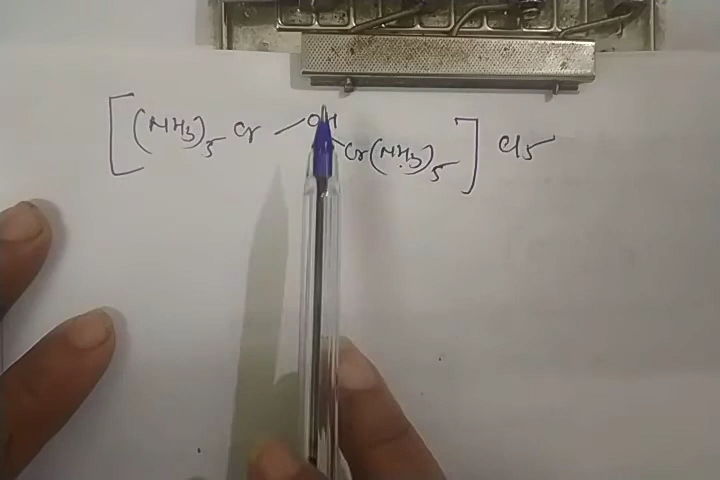 [(NH3)5 Cr — OH — Cr(NH3)5] Cl5